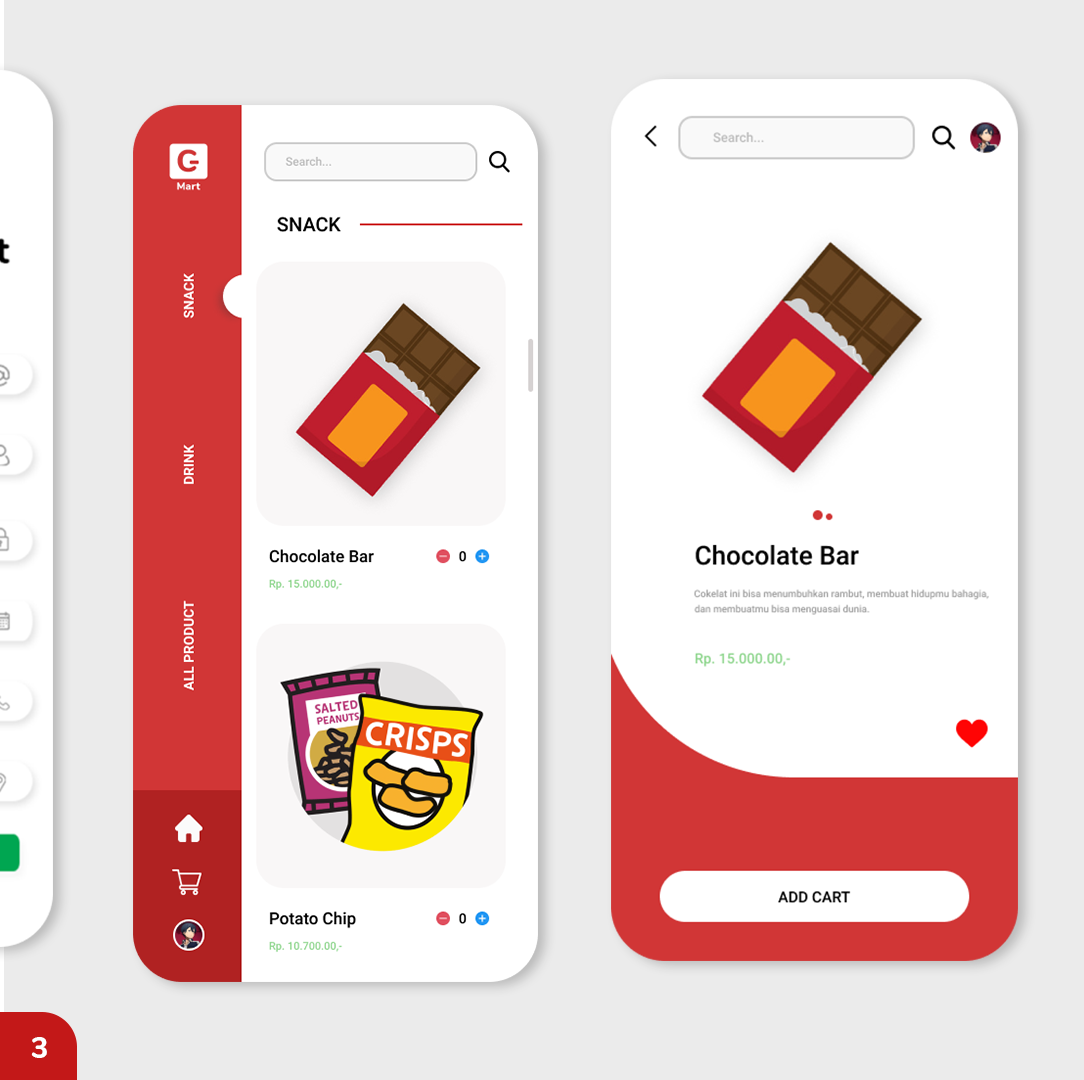 t
G
Mart
SNACK
DRINK
ALL PRODUCT
Search...
SNACK
Chocolate Bar
0
Rp. 15.000.00,-
SALTED
PEANUTS
CRISPS
Potato Chip
0
Rp. 10.700.00,-
Search...
Chocolate Bar
Cokelat ini bisa menumbuhkan rambut, membuat hidupmu bahagia,
dan membuatmu bisa menguasai dunia.
Rp. 15.000.00,-
ADD CART
3